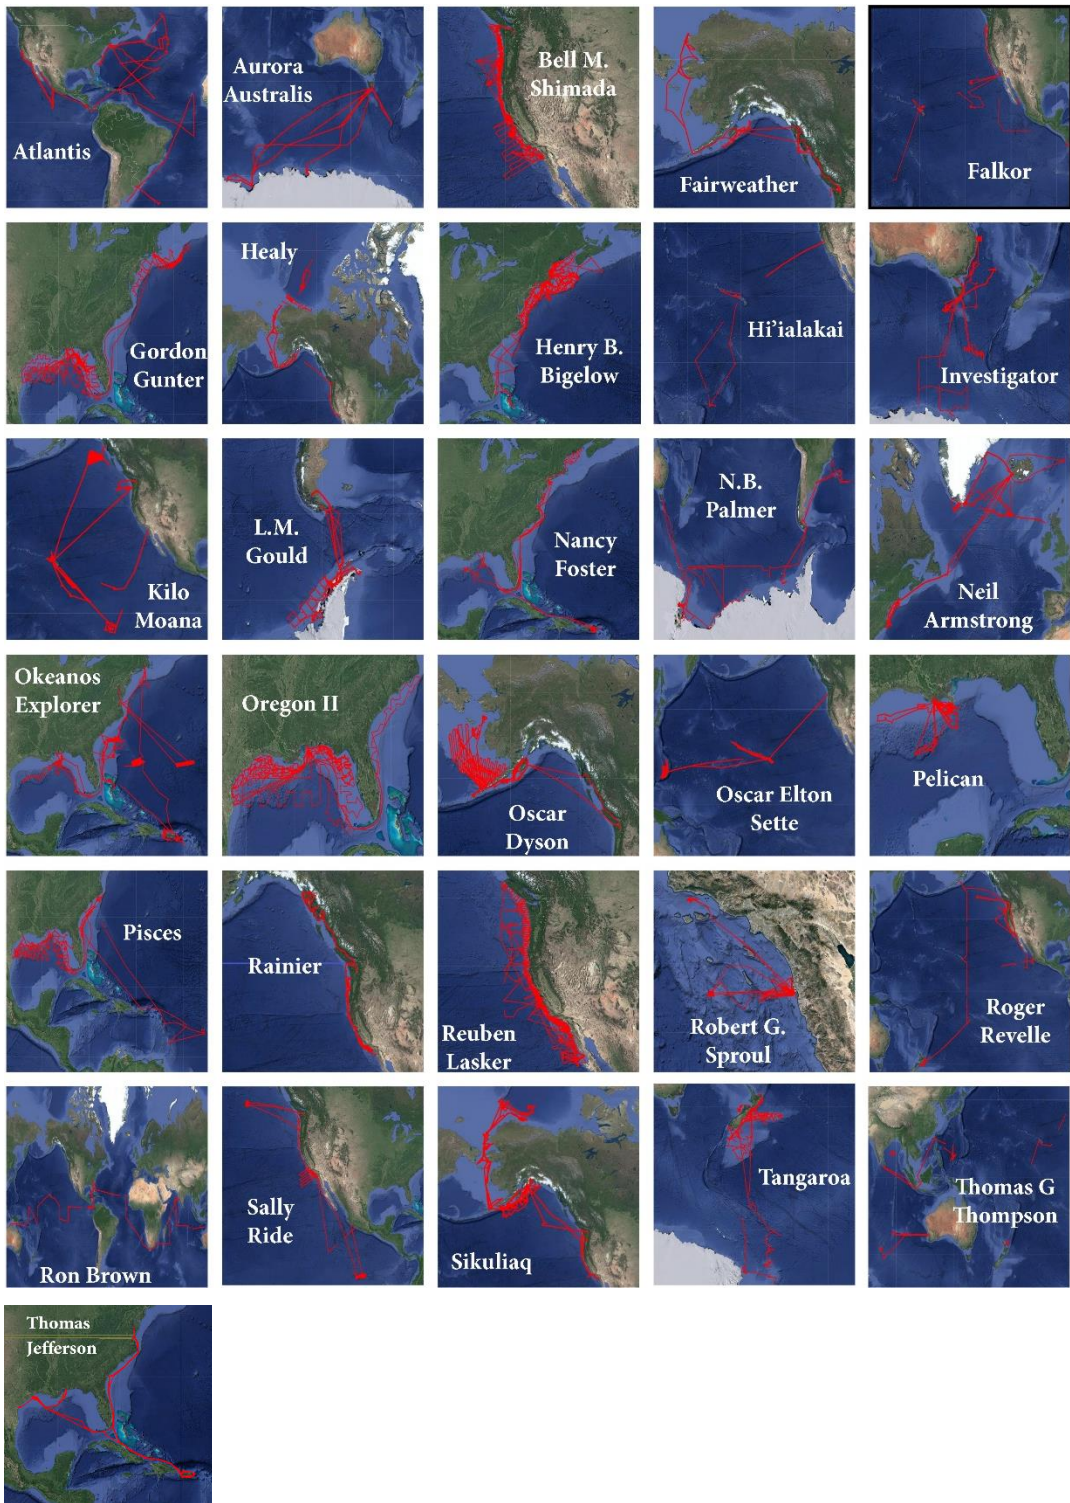 Atlantis
Aurora
Australis
Bell M.
Shimada
Fairweather
Falkor
Gordon
Gunter
Healy
Henry B.
Bigelow
Hi'ialakai
Investigator
Kilo
Moana
L.M.
Gould
Nancy
Foster
N.B.
Palmer
Neil
Armstrong
Okeanos
Explorer
Oregon II
Oscar
Dyson
Oscar Elton
Sette
Pelican
Pisces
Rainier
Reuben
Lasker
Robert G.
Sproul
Roger
Revelle
Ron Brown
Sally
Ride
Sikuliaq
Tangaroa
Thomas G
Thompson
Thomas
Jefferson